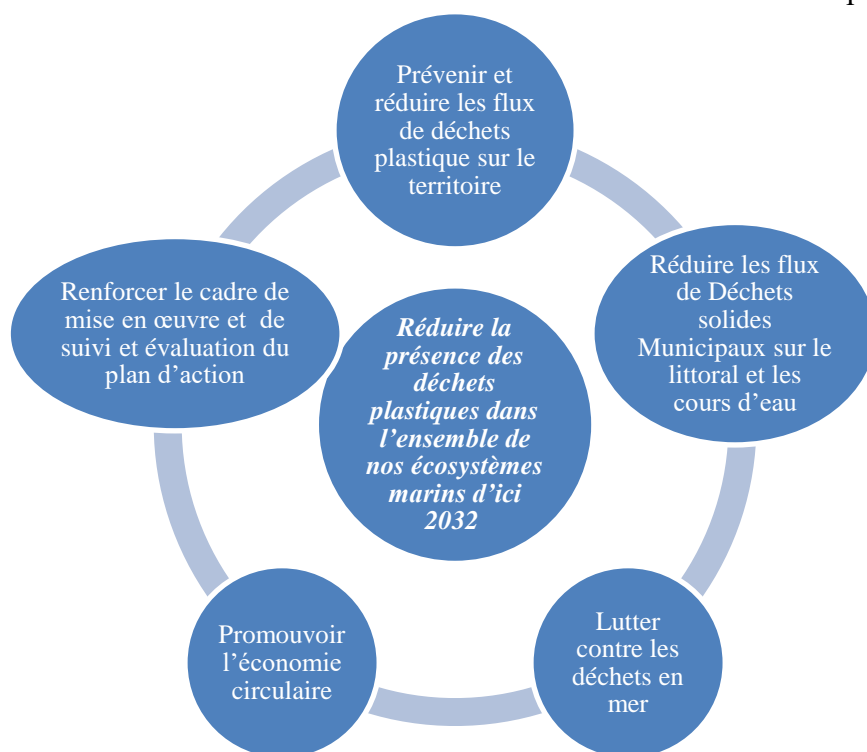 Prévenir et
réduire les flux
de déchets
plastique sur le
territoire
Réduire les flux
de Déchets
solides
Municipaux sur le
littoral et les
cours d’eau
Lutter
contre les
déchets en
mer
Promouvoir
l’économie
circulaire
Renforcer le cadre de
mise en œuvre et de
suivi et évaluation du
plan d’action
Réduire la
présence des
déchets
plastiques dans
l’ensemble de
nos écosystèmes
marins d’ici
2032